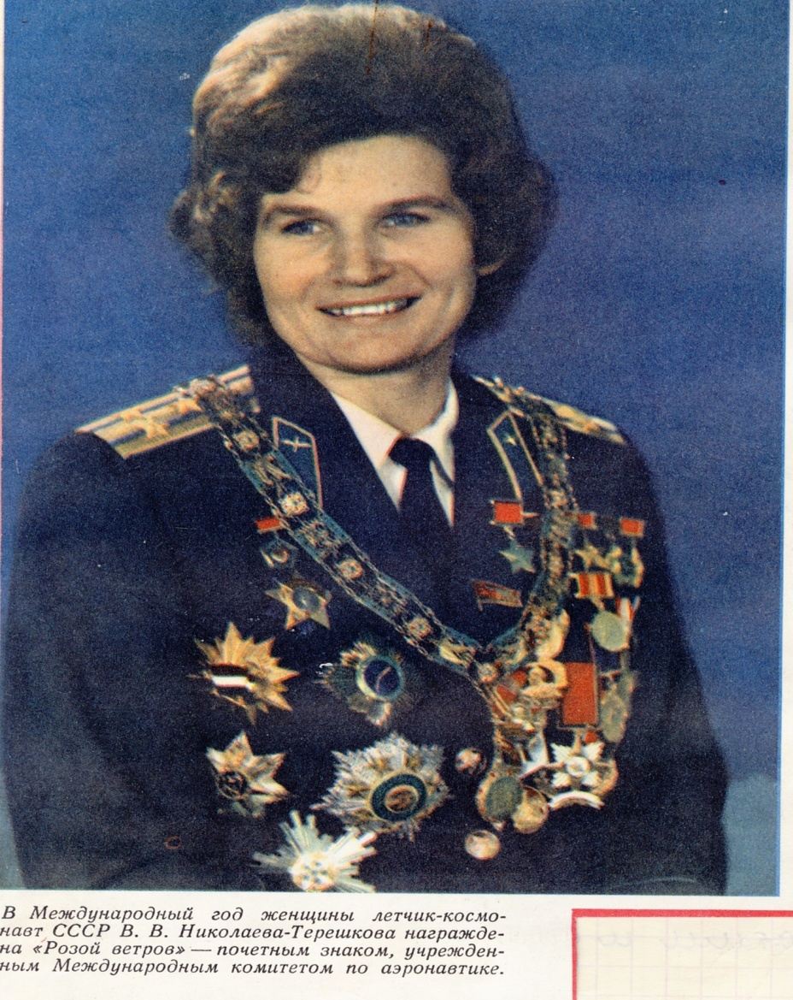 В Международный год женщины летчик-космо-
навт СССР В. В. Николаева-Терешкова награжде-
на «Розой ветров» — почетным знаком, учрежден-
ным Международным комитетом по аэронавтике.